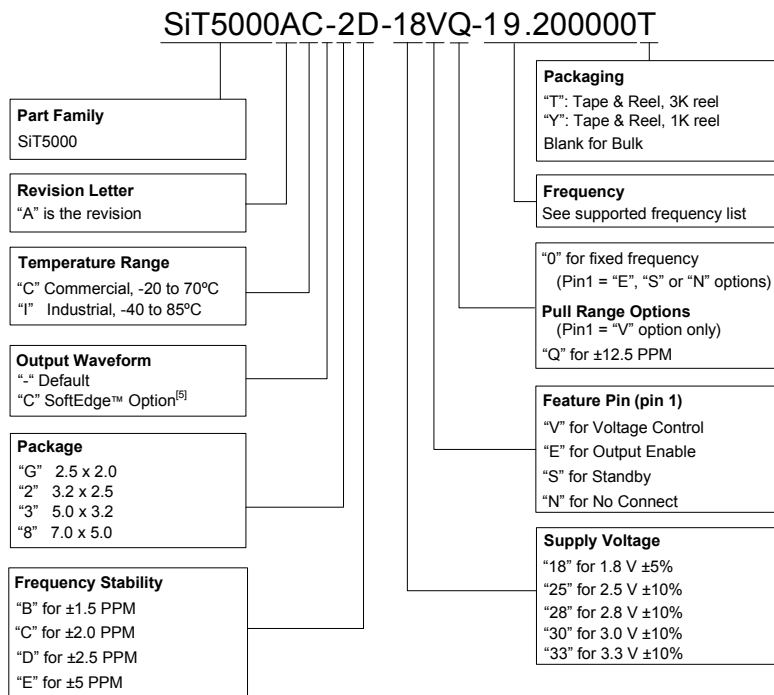 SiT5000AC-2D-18VQ-19.200000T
Part Family
SiT5000
Revision Letter
“A” is the revision
Temperature Range
“C” Commercial, -20 to 70ºC
“I” Industrial, -40 to 85ºC
Output Waveform
“-“ Default
“C” SoftEdge™ Option[5]
Package
“G” 2.5 x 2.0
“2” 3.2 x 2.5
“3” 5.0 x 3.2
“8” 7.0 x 5.0
Frequency Stability
“B” for ±1.5 PPM
“C” for ±2.0 PPM
“D” for ±2.5 PPM
“E” for ±5 PPM
Packaging
“T”: Tape & Reel, 3K reel
“Y”: Tape & Reel, 1K reel
Blank for Bulk
Frequency
See supported frequency list
“0” for fixed frequency
(Pin1 = “E”, “S” or “N” options)
Pull Range Options
(Pin1 = “V” option only)
“Q” for ±12.5 PPM
Feature Pin (pin 1)
“V” for Voltage Control
“E” for Output Enable
“S” for Standby
“N” for No Connect
Supply Voltage
“18” for 1.8 V ±5%
“25” for 2.5 V ±10%
“28” for 2.8 V ±10%
“30” for 3.0 V ±10%
“33” for 3.3 V ±10%